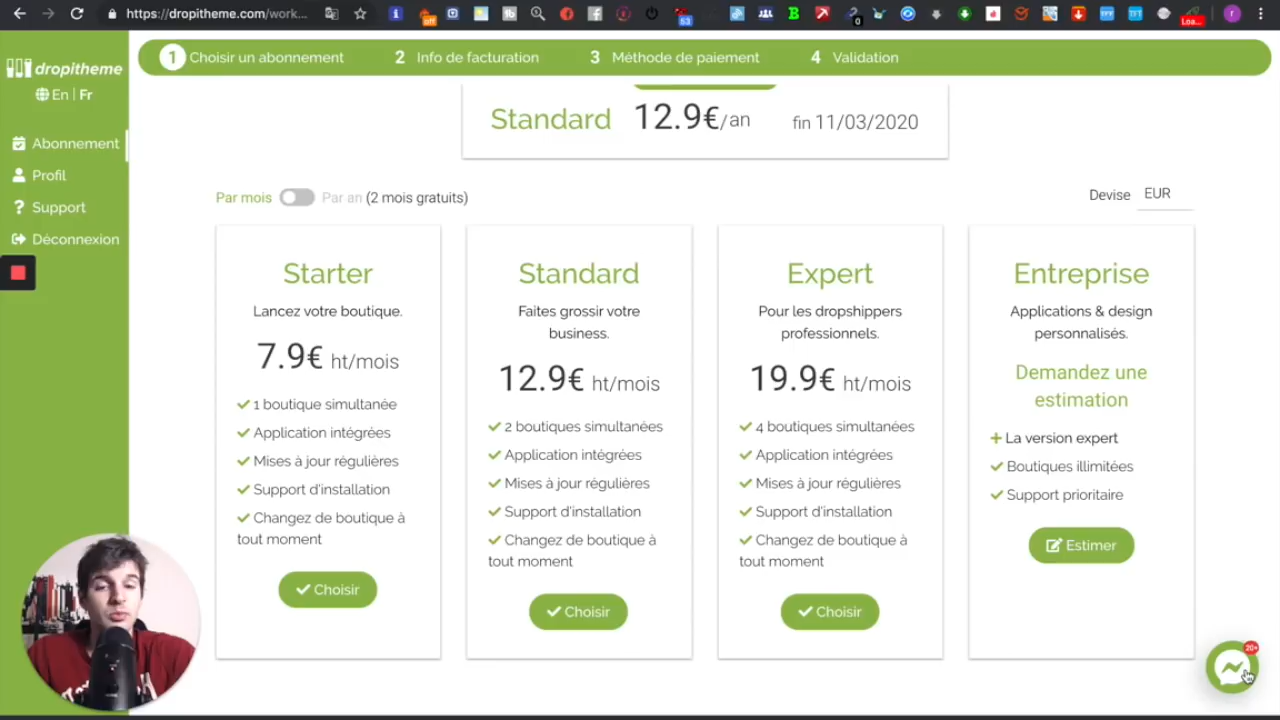 https://dropitheme.com/work...
53
0
Loa...
r
dropitheme
En | Fr
Abonnement
Profil
Support
Déconnexion
1 Choisir un abonnement
2 Info de facturation
3 Méthode de paiement
4 Validation
Standard 12.9€/an fin 11/03/2020
Par mois Par an (2 mois gratuits)
Devise EUR
Starter
Lancez votre boutique.
7.9€ ht/mois
1 boutique simultanée
Application intégrées
Mises à jour régulières
Support d'installation
Changez de boutique à
tout moment
Choisir
Standard
Faites grossir votre
business.
12.9€ ht/mois
2 boutiques simultanées
Application intégrées
Mises à jour régulières
Support d'installation
Changez de boutique à
tout moment
Choisir
Expert
Pour les dropshippers
professionnels.
19.9€ ht/mois
4 boutiques simultanées
Application intégrées
Mises à jour régulières
Support d'installation
Changez de boutique à
tout moment
Choisir
Entreprise
Applications & design
personnalisés.
Demandez une
estimation
La version expert
Boutiques illimitées
Support prioritaire
Estimer
20+